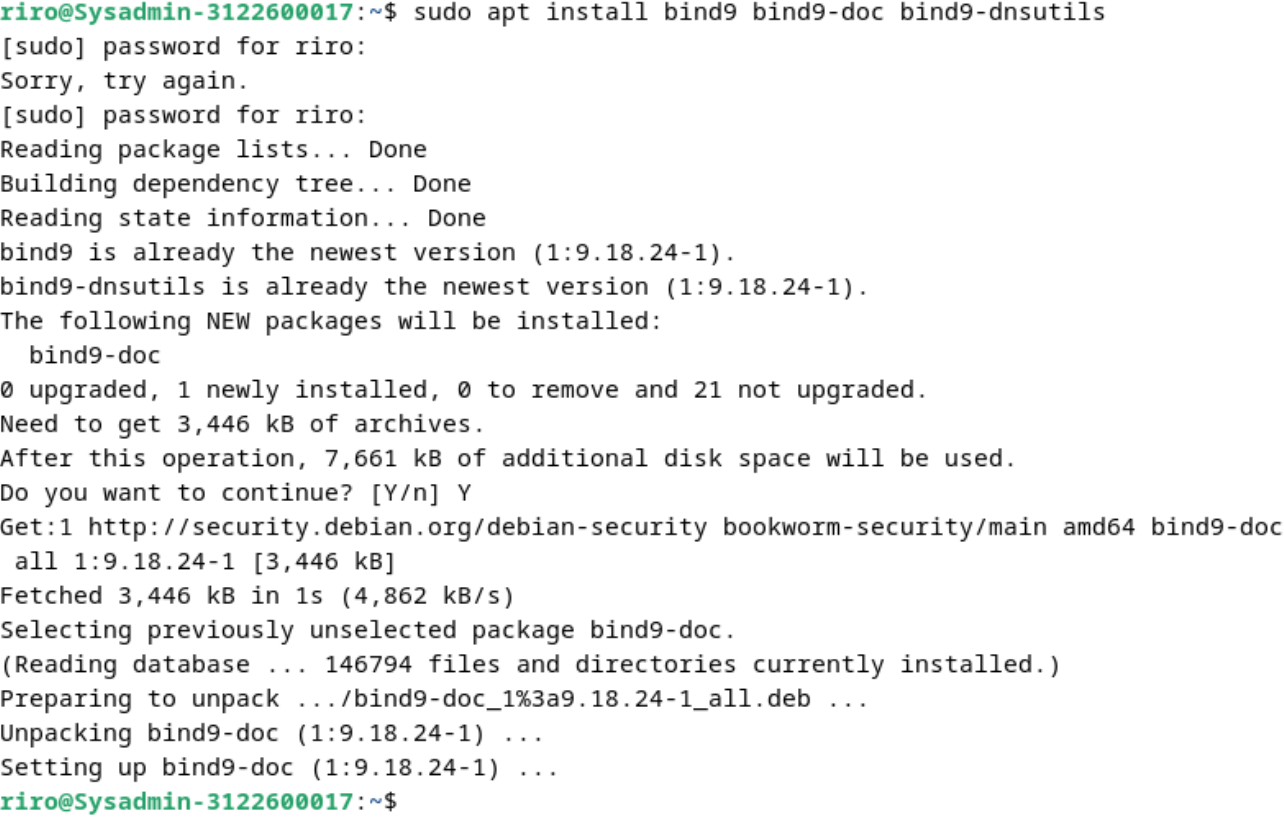 riro@Sysadmin-3122600017:~$ sudo apt install bind9 bind9-doc bind9-dnsutils
[sudo] password for riro:
Sorry, try again.
[sudo] password for riro:
Reading package lists... Done
Building dependency tree... Done
Reading state information... Done
bind9 is already the newest version (1:9.18.24-1).
bind9-dnsutils is already the newest version (1:9.18.24-1).
The following NEW packages will be installed:
  bind9-doc
0 upgraded, 1 newly installed, 0 to remove and 21 not upgraded.
Need to get 3,446 kB of archives.
After this operation, 7,661 kB of additional disk space will be used.
Do you want to continue? [Y/n] Y
Get:1 http://security.debian.org/debian-security bookworm-security/main amd64 bind9-doc
 all 1:9.18.24-1 [3,446 kB]
Fetched 3,446 kB in 1s (4,862 kB/s)
Selecting previously unselected package bind9-doc.
(Reading database ... 146794 files and directories currently installed.)
Preparing to unpack .../bind9-doc_1%3a9.18.24-1_all.deb ...
Unpacking bind9-doc (1:9.18.24-1) ...
Setting up bind9-doc (1:9.18.24-1) ...
riro@Sysadmin-3122600017:~$